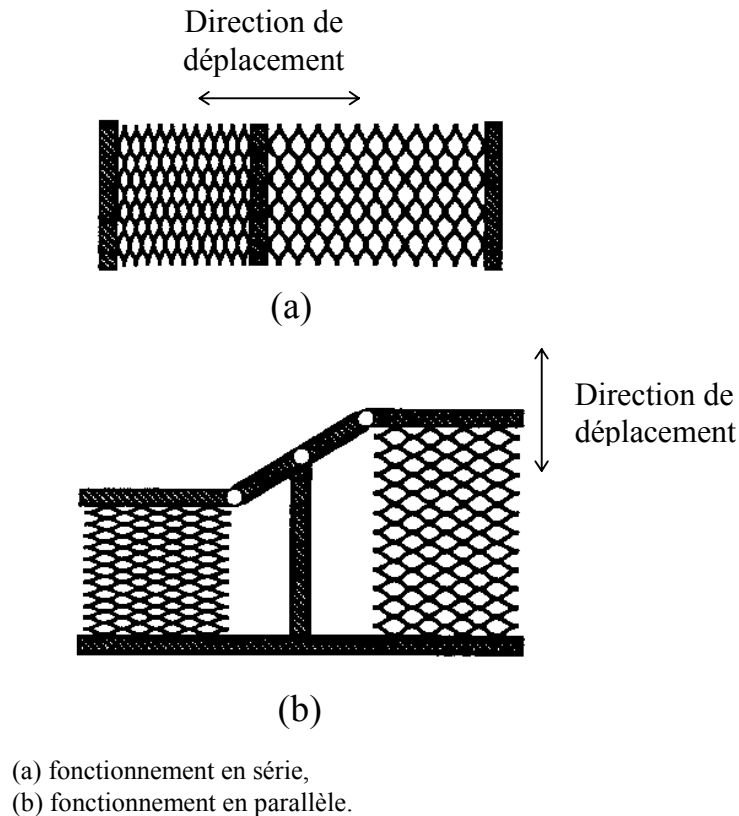 Direction de
déplacement
(a)
Direction de
déplacement
(b)
(a) fonctionnement en série,
(b) fonctionnement en parallèle.